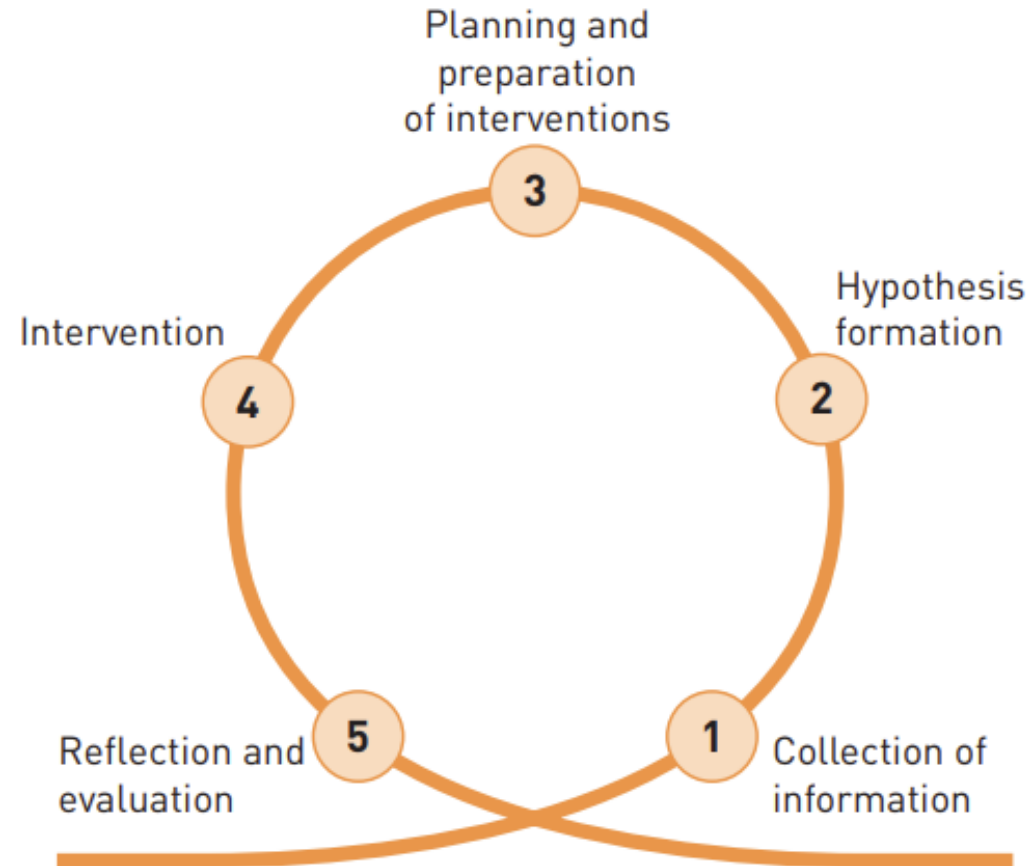 Planning and
preparation
of interventions
3
Hypothesis
formation
2
Intervention
4
Reflection and
evaluation
5
1
Collection of
information